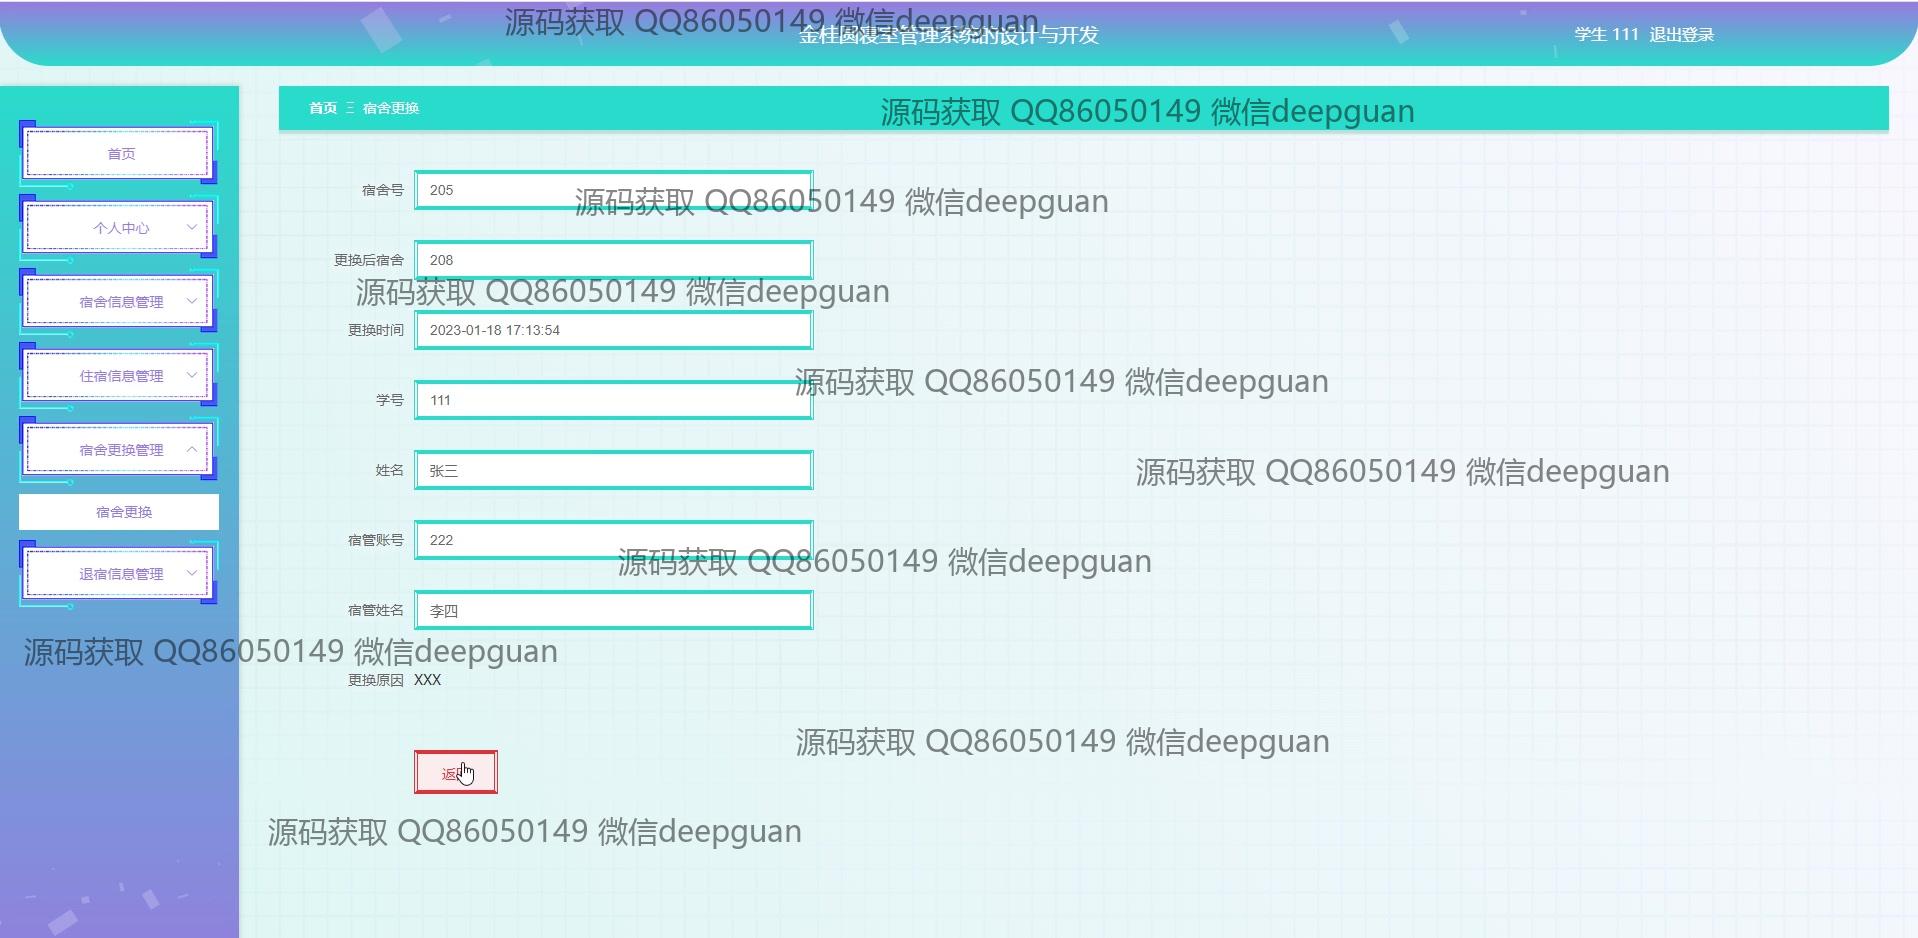 源码获取 QQ86050149 微信deepguan
金桂圆寝室管理系统的设计与开发
学生 111 退出登录
首页 Ξ 宿舍更换
源码获取 QQ86050149 微信deepguan
首页
个人中心
宿舍信息管理
住宿信息管理
宿舍更换管理
宿舍更换
退宿信息管理
宿舍号 205
源码获取 QQ86050149 微信deepguan
更换后宿舍 208
源码获取 QQ86050149 微信deepguan
更换时间 2023-01-18 17:13:54
源码获取 QQ86050149 微信deepguan
学号 111
姓名 张三
源码获取 QQ86050149 微信deepguan
宿管账号 222
源码获取 QQ86050149 微信deepguan
宿管姓名 李四
源码获取 QQ86050149 微信deepguan
更换原因 XXX
源码获取 QQ86050149 微信deepguan
返
源码获取 QQ86050149 微信deepguan